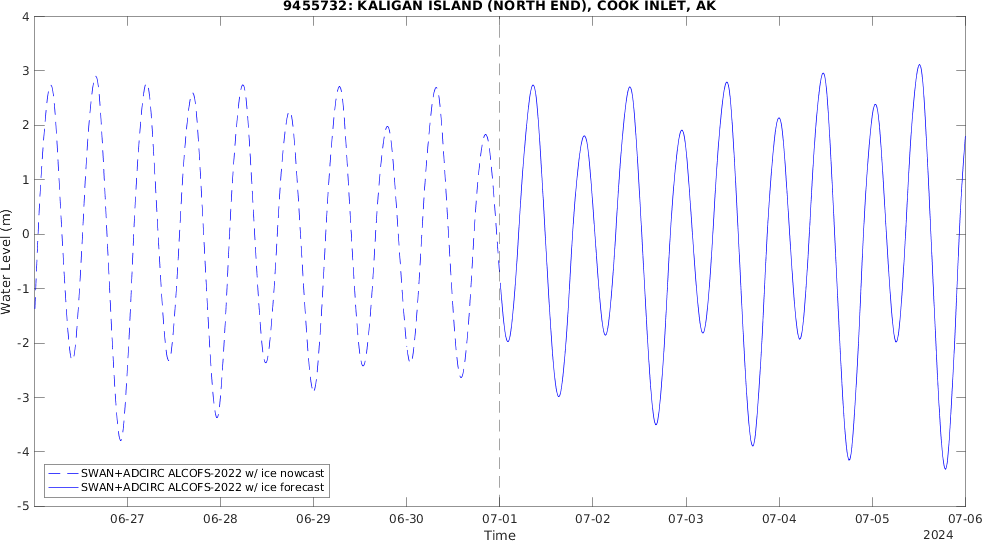 9455732: KALIGAN ISLAND (NORTH END), COOK INLET, AK
4
3
2
1
0
-1
-2
-3
-4
-5
Water Level (m)
SWAN+ADCIRC ALCOFS-2022 w/ ice nowcast
SWAN+ADCIRC ALCOFS-2022 w/ ice forecast
06-27 06-28 06-29 06-30 07-01 07-02 07-03 07-04 07-05 07-06
Time
2024